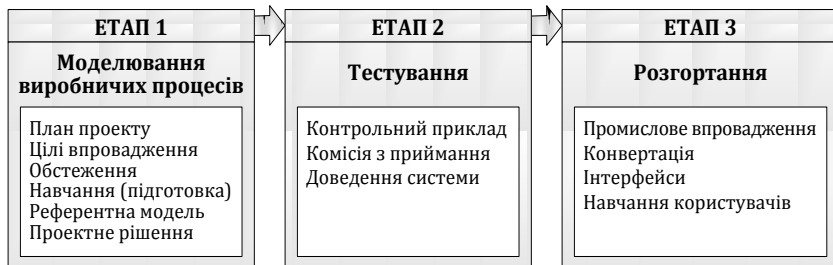 ЕТАП 1
Моделювання
виробничих процесів
План проекту
Цілі впровадження
Обстеження
Навчання (підготовка)
Референтна модель
Проектне рішення
ЕТАП 2
Тестування
Контрольний приклад
Комісія з приймання
Доведення системи
ЕТАП 3
Розгортання
Промислове впровадження
Конвертація
Інтерфейси
Навчання користувачів